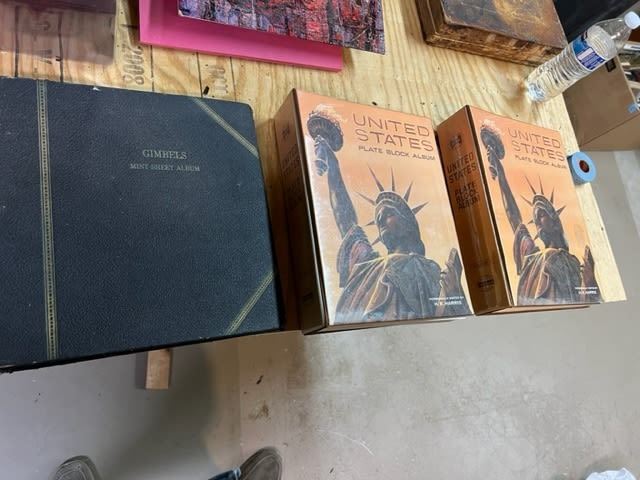 GIMBELS
MINT SHEET ALBUM
UNITED
STATES
PLATE BLOCK ALBUM
H. E. HARRIS
UNITED
STATES
PLATE
BLOCK
ALBUM
UNITED
STATES
PLATE BLOCK ALBUM
H. E. HARRIS